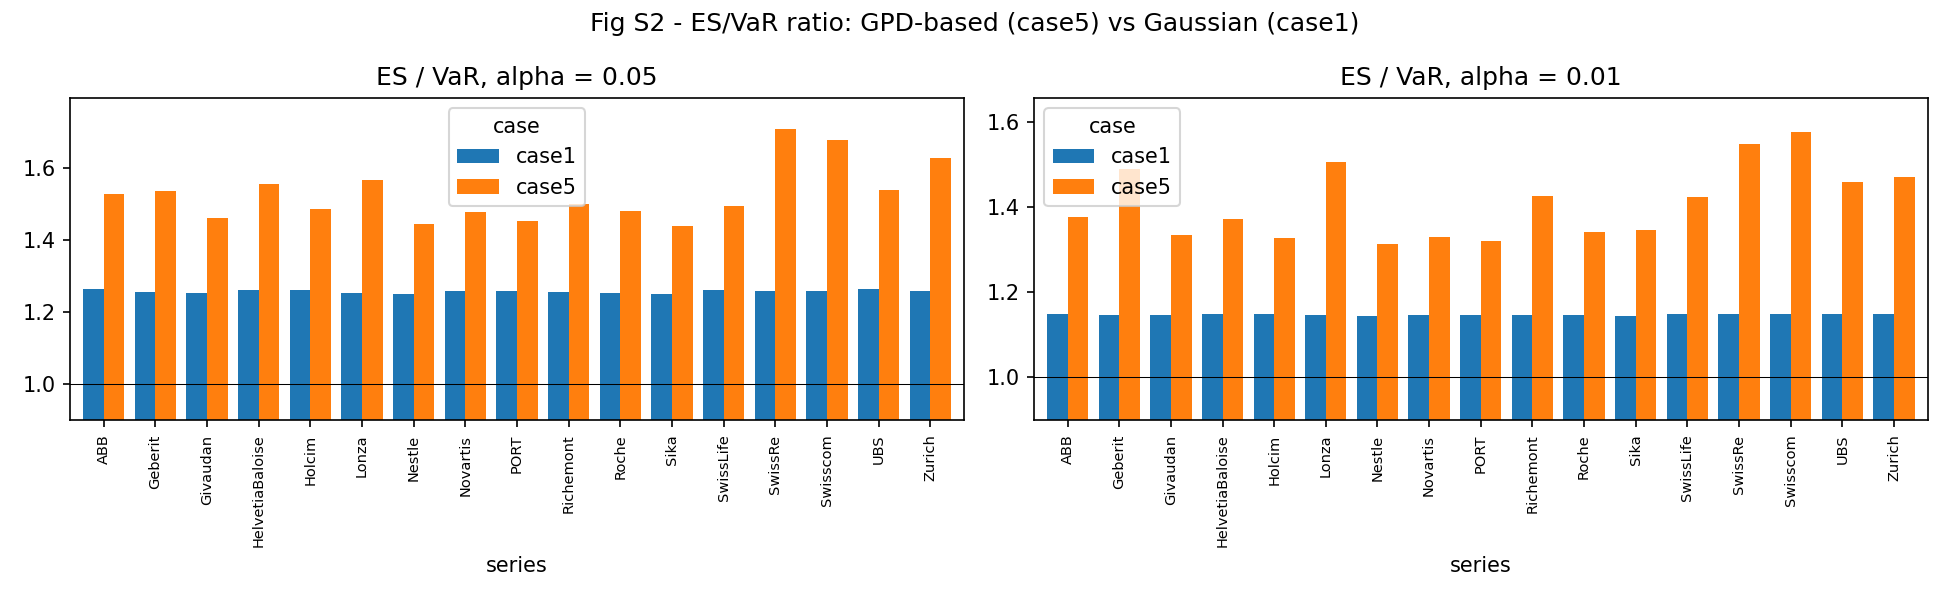 Fig S2 - ES/VaR ratio: GPD-based (case5) vs Gaussian (case1)
ES / VaR, alpha = 0.05
case
case1
case5
1.6
1.4
1.2
1.0
ABB
Geberit
Givaudan
HelvetiaBaloise
Holcim
Lonza
Nestle
Novartis
PORT
Richemont
Roche
Sika
SwissLife
SwissRe
Swisscom
UBS
Zurich
series
ES / VaR, alpha = 0.01
case
case1
case5
1.6
1.4
1.2
1.0
ABB
Geberit
Givaudan
HelvetiaBaloise
Holcim
Lonza
Nestle
Novartis
PORT
Richemont
Roche
Sika
SwissLife
SwissRe
Swisscom
UBS
Zurich
series